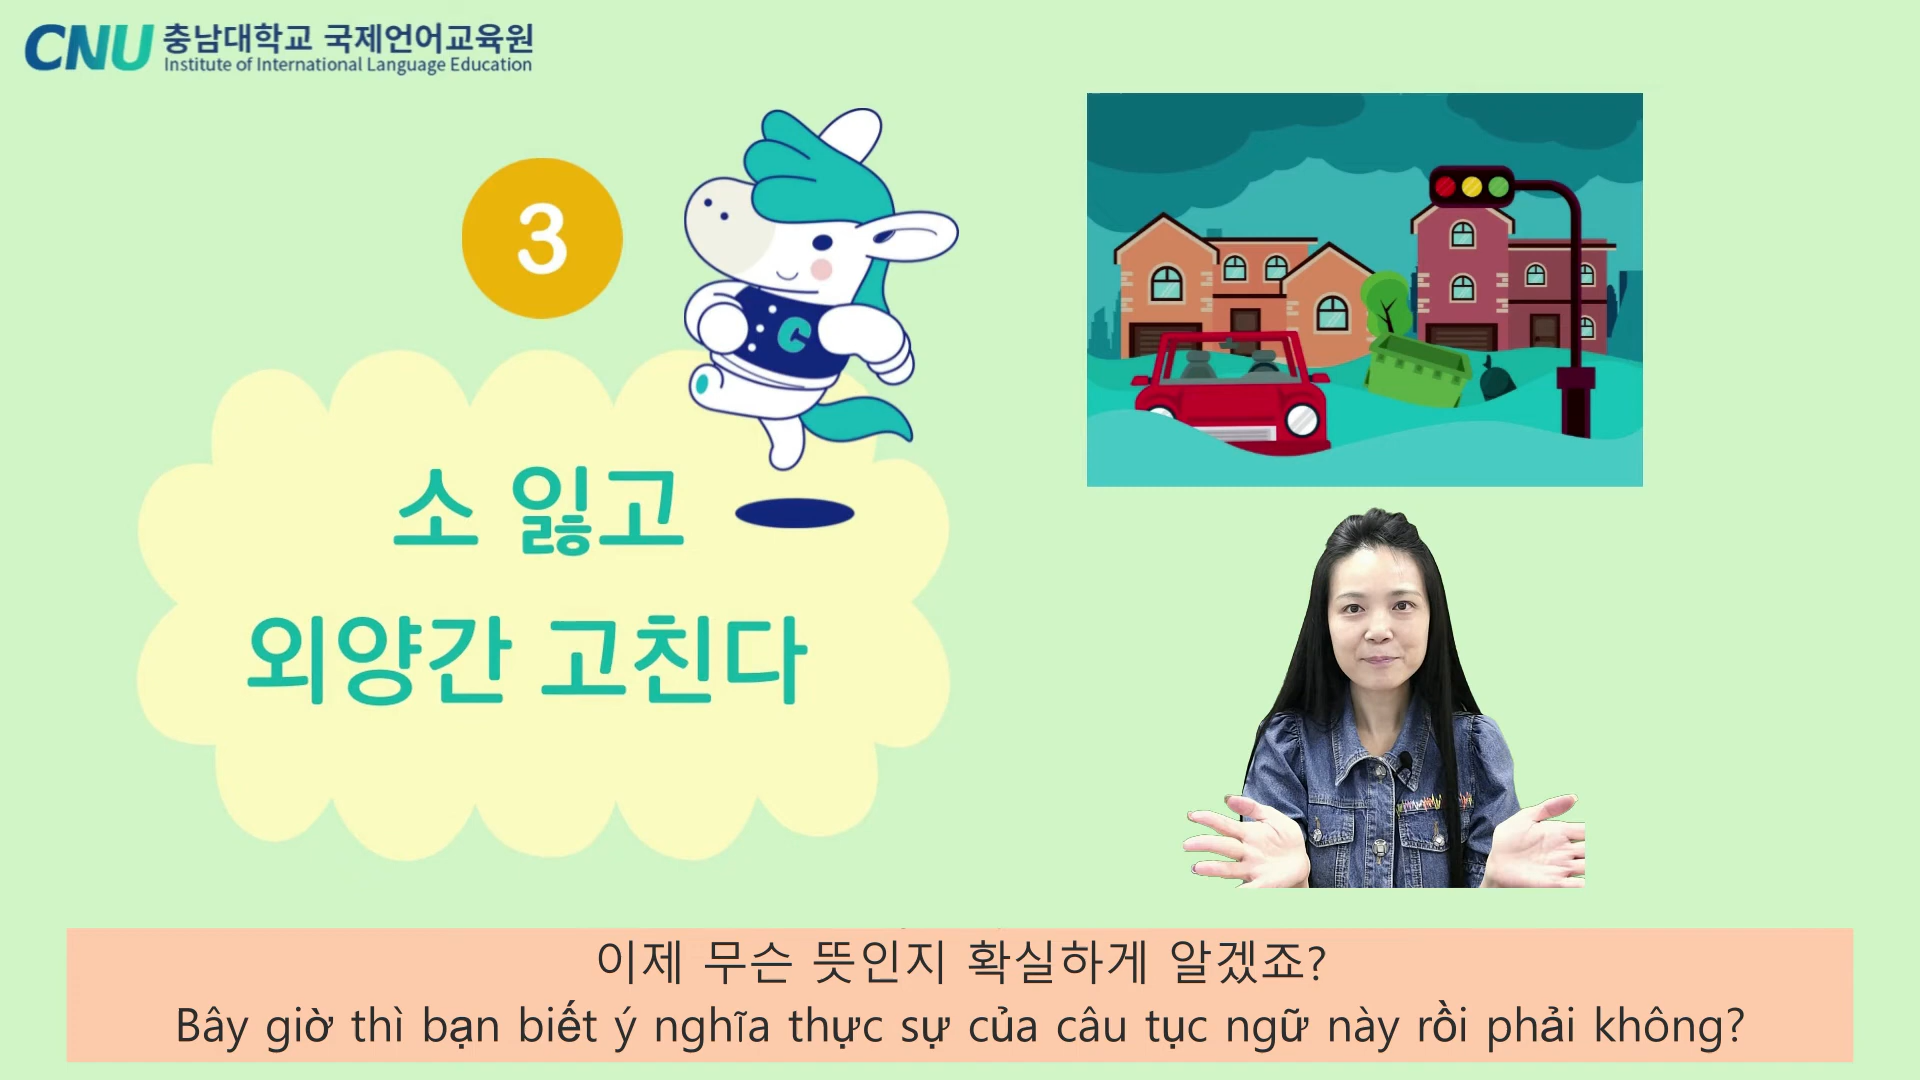 CNU 충남대학교 국제언어교육원
Institute of International Language Education
3
C
소 잃고
외양간 고친다
이제 무슨 뜻인지 확실하게 알겠죠?
Bây giờ thì bạn biết ý nghĩa thực sự của câu tục ngữ này rồi phải không?